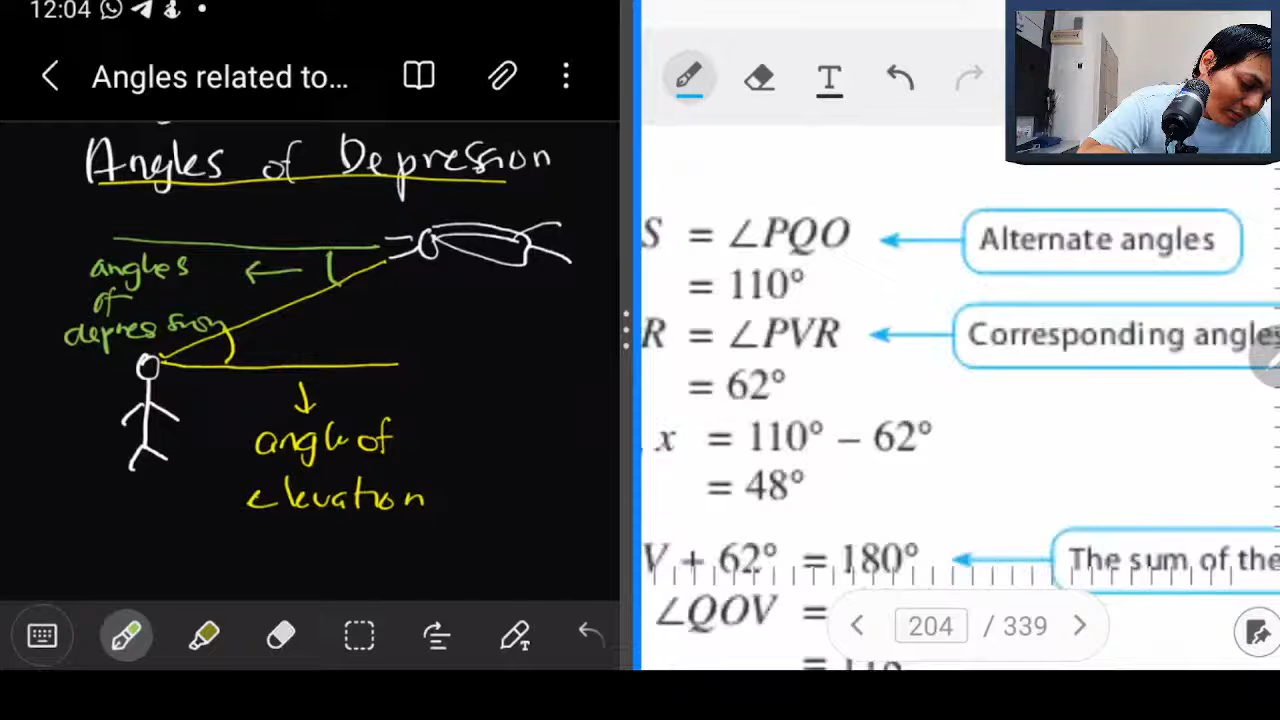 12:04
Angles related to...
Angles of Depression
angles
of
depression
angle of
elevation
S = ∠PQO
Alternate angles
= 110°
R = ∠PVR
Corresponding angles
= 62°
x = 110° – 62°
= 48°
V + 62° = 180°
The sum of the
∠QOV =
204 / 339
T